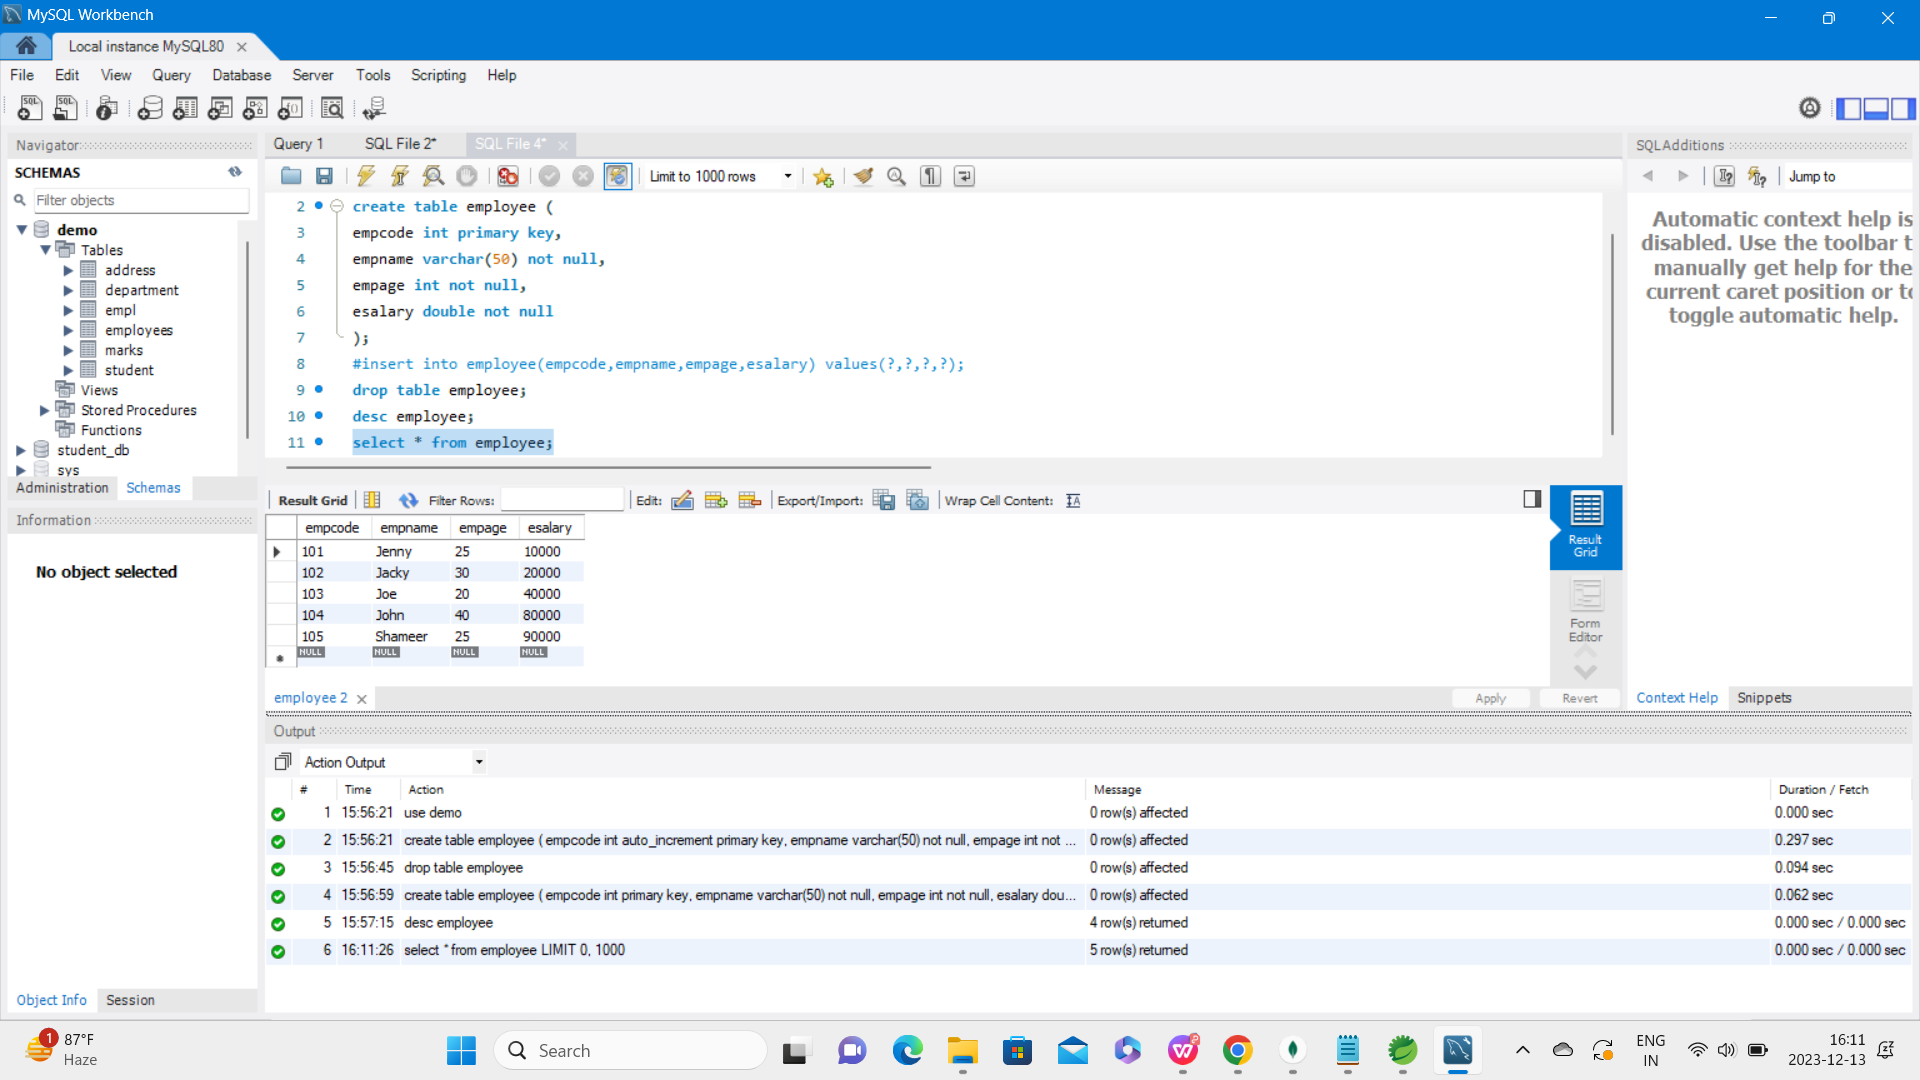 MySQL Workbench
Local instance MySQL80
File Edit View Query Database Server Tools Scripting Help
Navigator
SCHEMAS
Filter objects
demo
Tables
address
department
empl
employees
marks
student
Views
Stored Procedures
Functions
student_db
sys
Administration Schemas
Information
No object selected
Object Info Session
Query 1 SQL File 2* SQL File 4*
Limit to 1000 rows
2 create table employee (
3 empcode int primary key,
4 empname varchar(50) not null,
5 empage int not null,
6 esalary double not null
7 );
8 #insert into employee(empcode,empname,empage,esalary) values(?,?,?,?);
9 drop table employee;
10 desc employee;
11 select * from employee;
Result Grid Filter Rows: Edit: Export/Import: Wrap Cell Content:
empcode empname empage esalary
101 Jenny 25 10000
102 Jacky 30 20000
103 Joe 20 40000
104 John 40 80000
105 Shameer 25 90000
NULL NULL NULL NULL
Result
Grid
Form
Editor
employee 2
Apply Revert
SQLAdditions
Jump to
Automatic context help is
disabled. Use the toolbar t
manually get help for the
current caret position or to
toggle automatic help.
Context Help Snippets
Output
Action Output
# Time Action Message Duration / Fetch
1 15:56:21 use demo 0 row(s) affected 0.000 sec
2 15:56:21 create table employee ( empcode int auto_increment primary key, empname varchar(50) not null, empage int not ... 0 row(s) affected 0.297 sec
3 15:56:45 drop table employee 0 row(s) affected 0.094 sec
4 15:56:59 create table employee ( empcode int primary key, empname varchar(50) not null, empage int not null, esalary dou... 0 row(s) affected 0.062 sec
5 15:57:15 desc employee 4 row(s) returned 0.000 sec / 0.000 sec
6 16:11:26 select * from employee LIMIT 0, 1000 5 row(s) returned 0.000 sec / 0.000 sec
1
87°F
Haze
Search
ENG
IN
16:11
2023-12-13